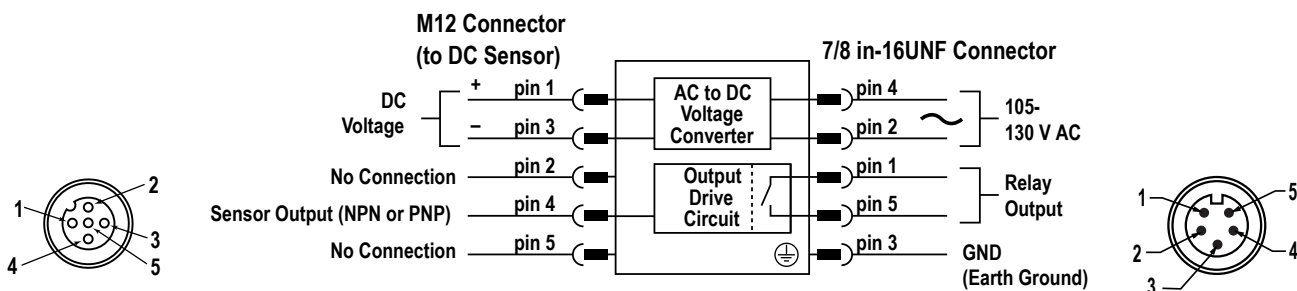 M12 Connector
(to DC Sensor)
7/8 in-16UNF Connector
DC
Voltage
+
pin 1
–
pin 3
No Connection
pin 2
Sensor Output (NPN or PNP)
pin 4
No Connection
pin 5
AC to DC
Voltage
Converter
Output
Drive
Circuit
pin 4
pin 2
105-
130 V AC
pin 1
pin 5
Relay
Output
pin 3
GND
(Earth Ground)
1
2
3
4
5
1
5
2
4
3